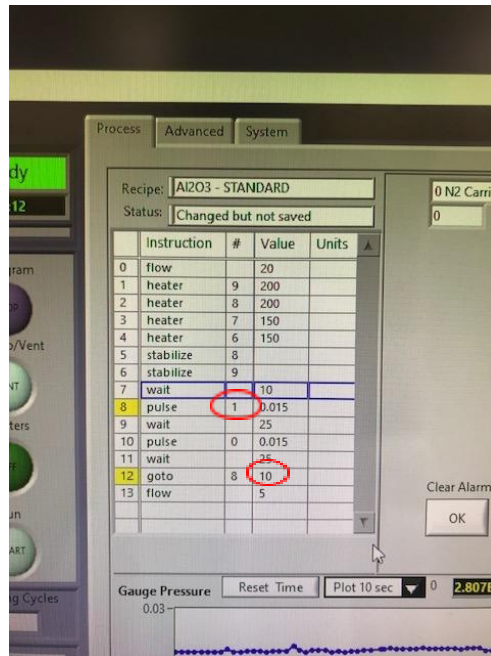 Process Advanced System
dy
:12
Recipe: Al2O3 - STANDARD
Status: Changed but not saved
0 N2 Carri
0
Instruction # Value Units
0 flow 20
1 heater 9 200
2 heater 8 200
3 heater 7 150
4 heater 6 150
5 stabilize 8
6 stabilize 9
7 wait 10
8 pulse 1 0.015
9 wait 25
10 pulse 0 0.015
11 wait 25
12 goto 8 10
13 flow 5
gram
p/Vent
NT
ters
un
ART
g Cycles
Clear Alarm
OK
Gauge Pressure Reset Time Plot 10 sec 0 2.807E
0.03